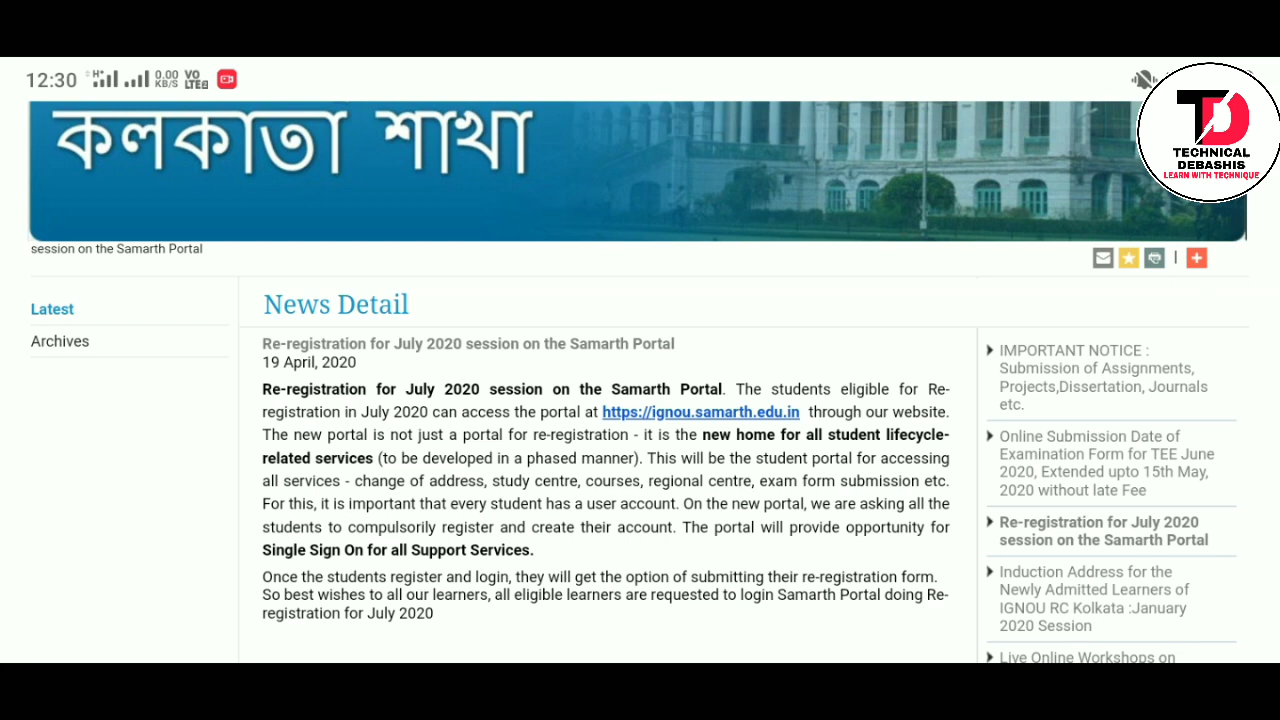 12:30
H+
0.00
KB/S
VO
LTE
TD
TECHNICAL
DEBASHIS
LEARN WITH TECHNIQUE
কলকাতা শাখা
session on the Samarth Portal
Latest
Archives
News Detail
Re-registration for July 2020 session on the Samarth Portal
19 April, 2020
Re-registration for July 2020 session on the Samarth Portal. The students eligible for Re-
registration in July 2020 can access the portal at https://ignou.samarth.edu.in through our website.
The new portal is not just a portal for re-registration - it is the new home for all student lifecycle-
related services (to be developed in a phased manner). This will be the student portal for accessing
all services - change of address, study centre, courses, regional centre, exam form submission etc.
For this, it is important that every student has a user account. On the new portal, we are asking all the
students to compulsorily register and create their account. The portal will provide opportunity for
Single Sign On for all Support Services.
Once the students register and login, they will get the option of submitting their re-registration form.
So best wishes to all our learners, all eligible learners are requested to login Samarth Portal doing Re-
registration for July 2020
IMPORTANT NOTICE :
Submission of Assignments,
Projects,Dissertation, Journals
etc.
Online Submission Date of
Examination Form for TEE June
2020, Extended upto 15th May,
2020 without late Fee
Re-registration for July 2020
session on the Samarth Portal
Induction Address for the
Newly Admitted Learners of
IGNOU RC Kolkata :January
2020 Session
Live Online Workshops on